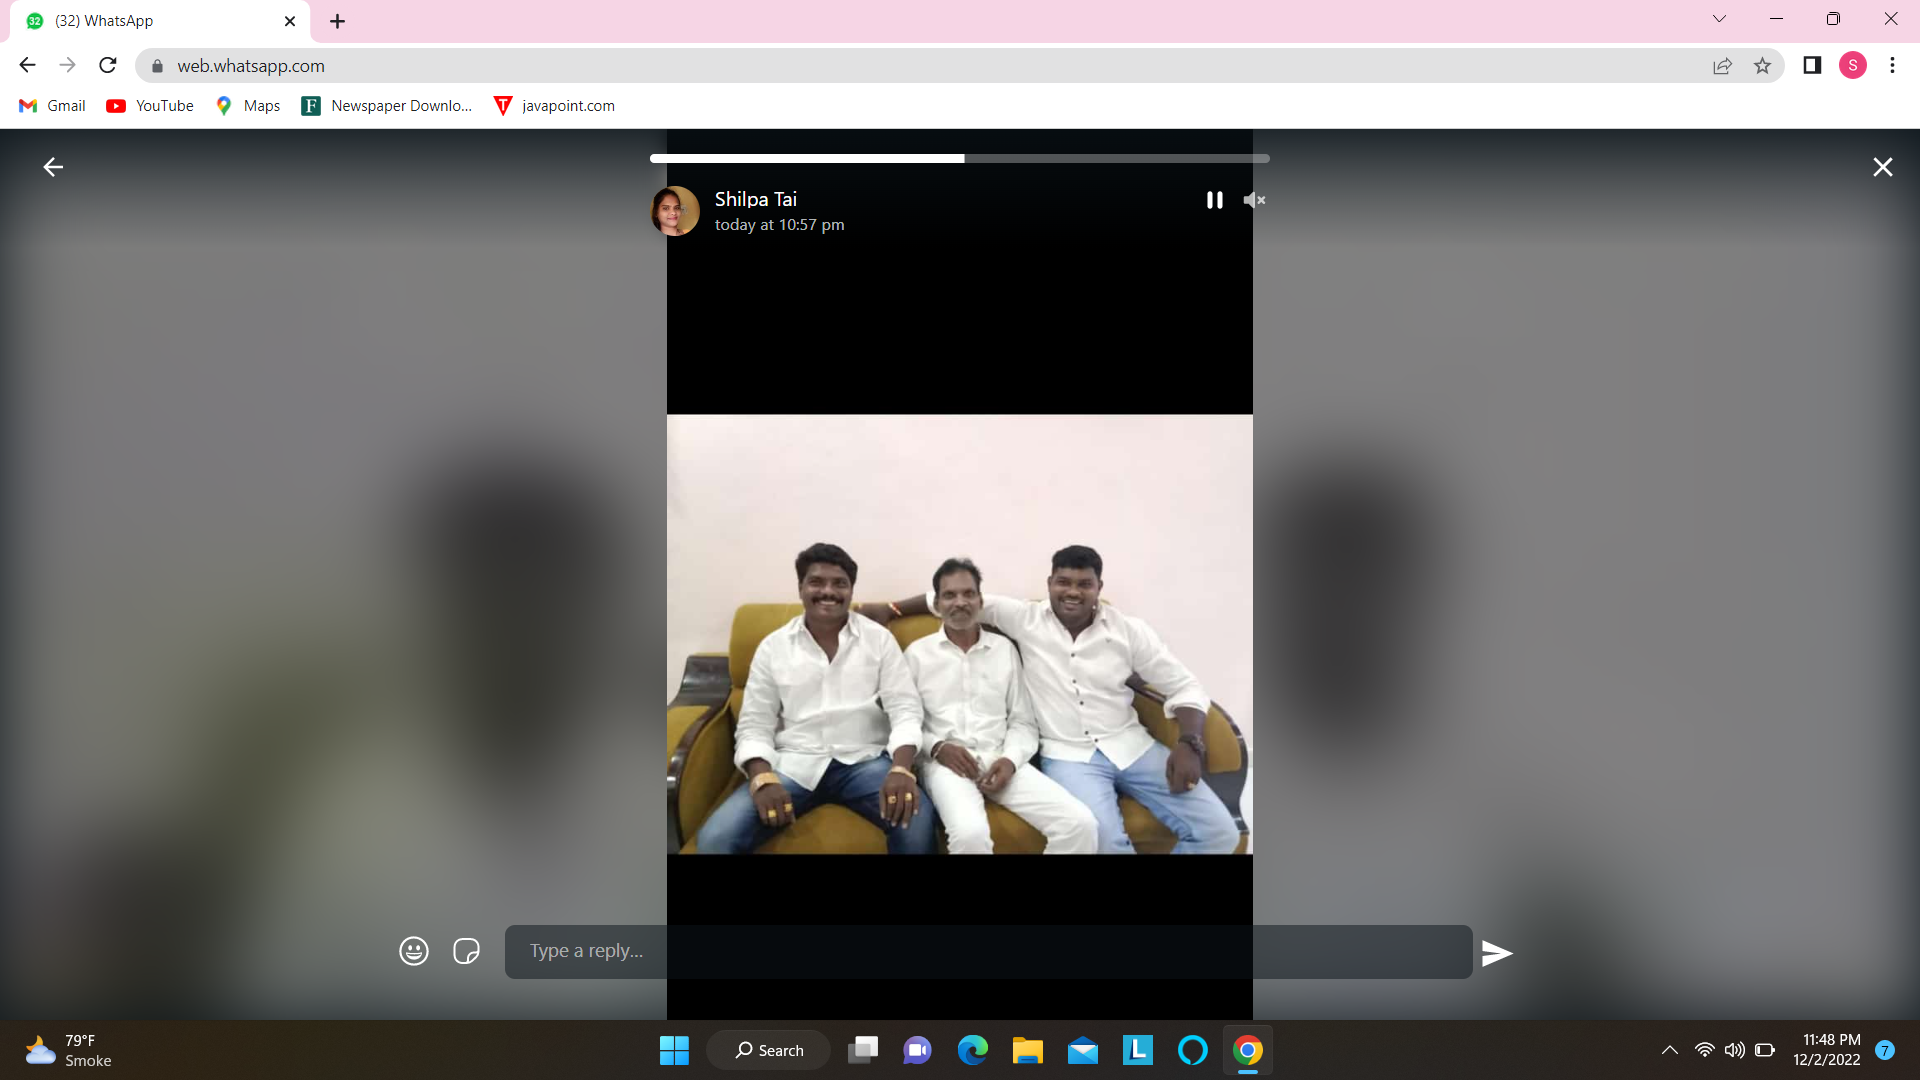 32
(32) WhatsApp
web.whatsapp.com
S
Gmail
YouTube
Maps
F
Newspaper Downlo...
T
javapoint.com
Shilpa Tai
today at 10:57 pm
Type a reply...
79°F
Smoke
Search
L
11:48 PM
12/2/2022
7